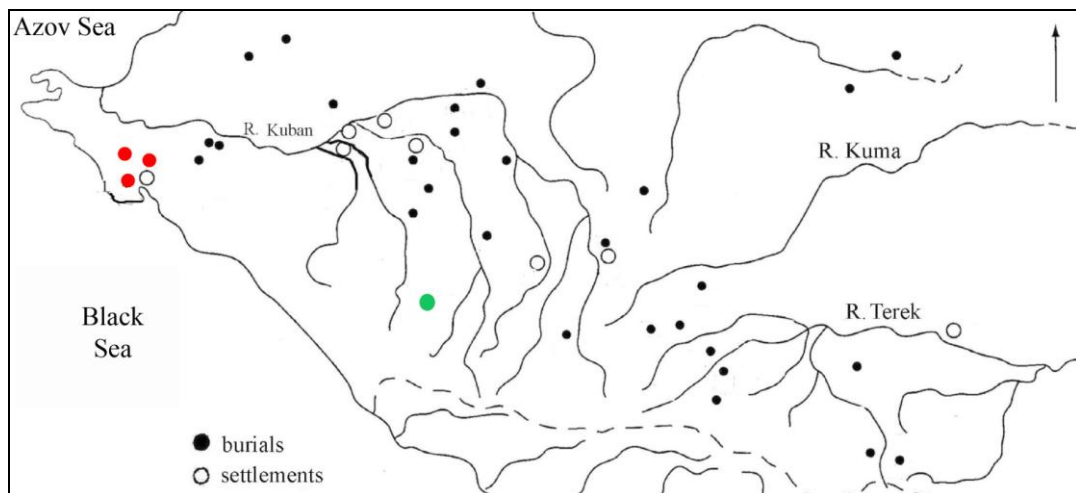 Azov Sea
R. Kuban
R. Kuma
Black
Sea
R. Terek
burials
settlements